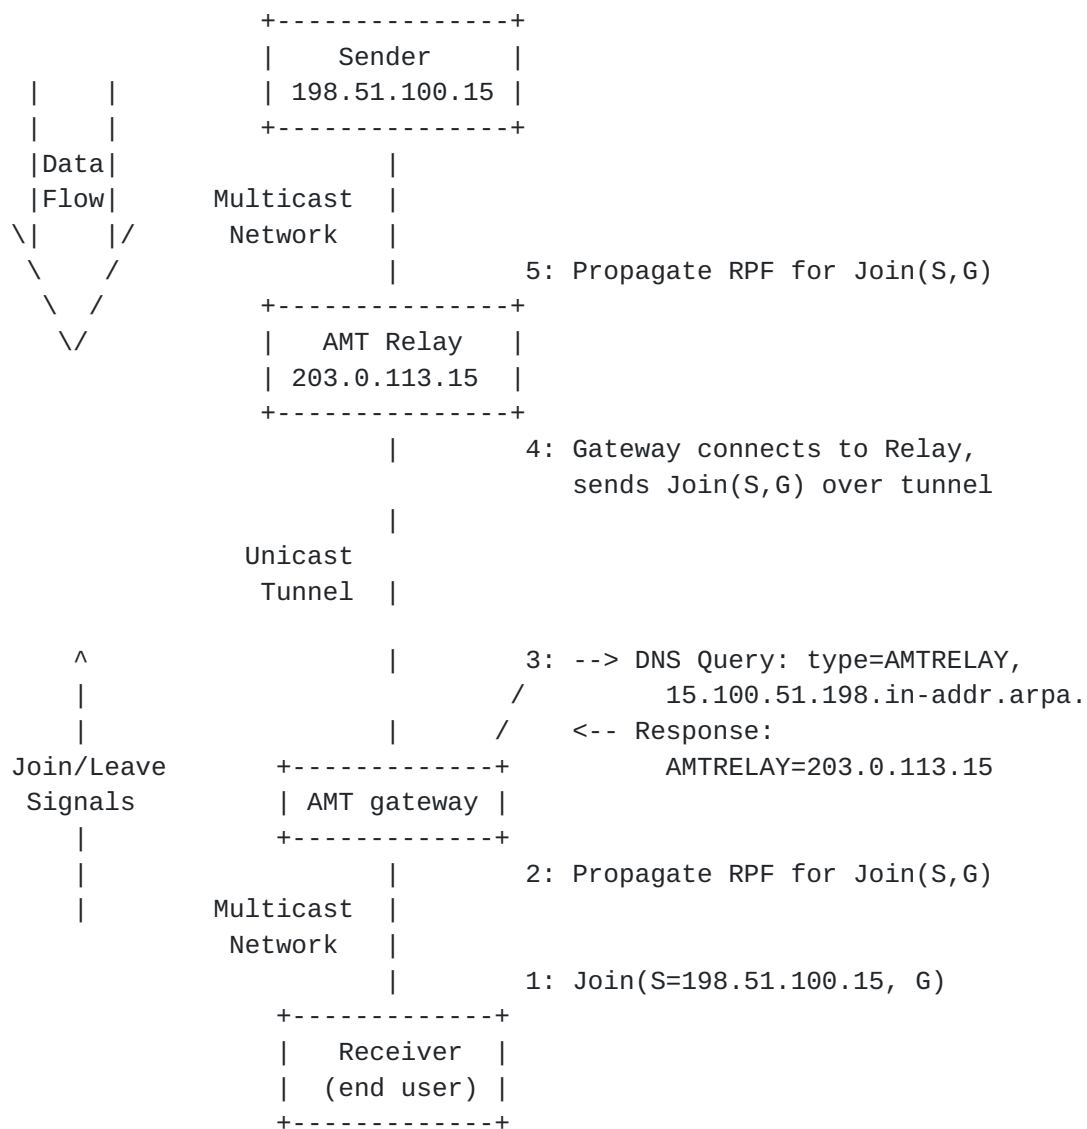 Sender
198.51.100.15
Data
Flow
Multicast
Network
5: Propagate RPF for Join(S,G)
AMT Relay
203.0.113.15
4: Gateway connects to Relay,
sends Join(S,G) over tunnel
Unicast
Tunnel
3: --> DNS Query: type=AMTRELAY,
15.100.51.198.in-addr.arpa.
<-- Response:
AMTRELAY=203.0.113.15
Join/Leave
Signals
AMT gateway
2: Propagate RPF for Join(S,G)
Multicast
Network
1: Join(S=198.51.100.15, G)
Receiver
(end user)